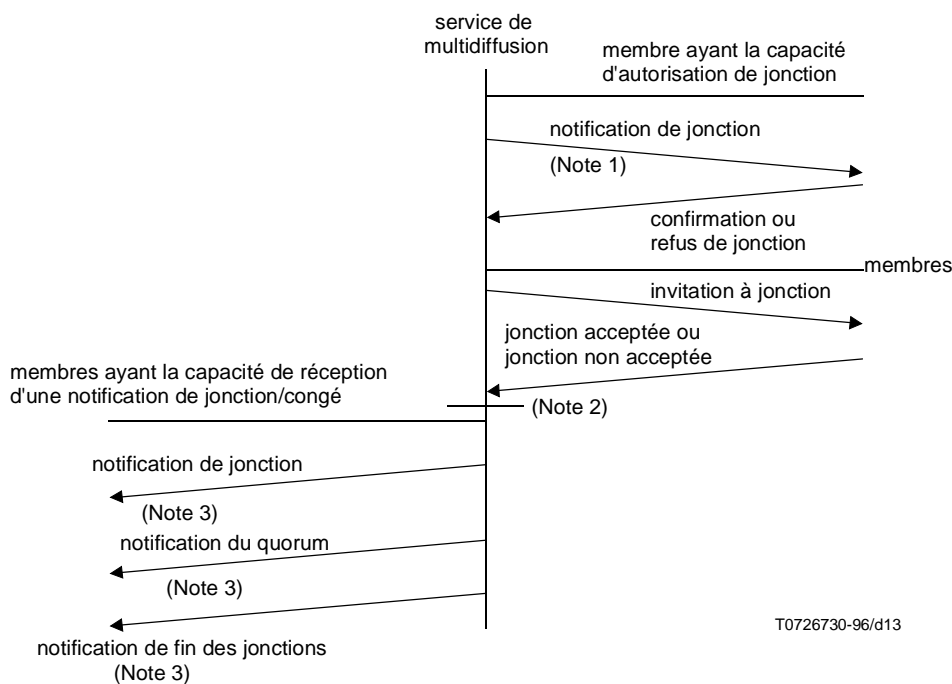 service de
multidiffusion
membre ayant la capacité
d'autorisation de jonction
notification de jonction
(Note 1)
confirmation ou
refus de jonction
membres
invitation à jonction
jonction acceptée ou
jonction non acceptée
membres ayant la capacité de réception
d'une notification de jonction/congé
(Note 2)
notification de jonction
(Note 3)
notification du quorum
(Note 3)
T0726730-96/d13
notification de fin des jonctions
(Note 3)